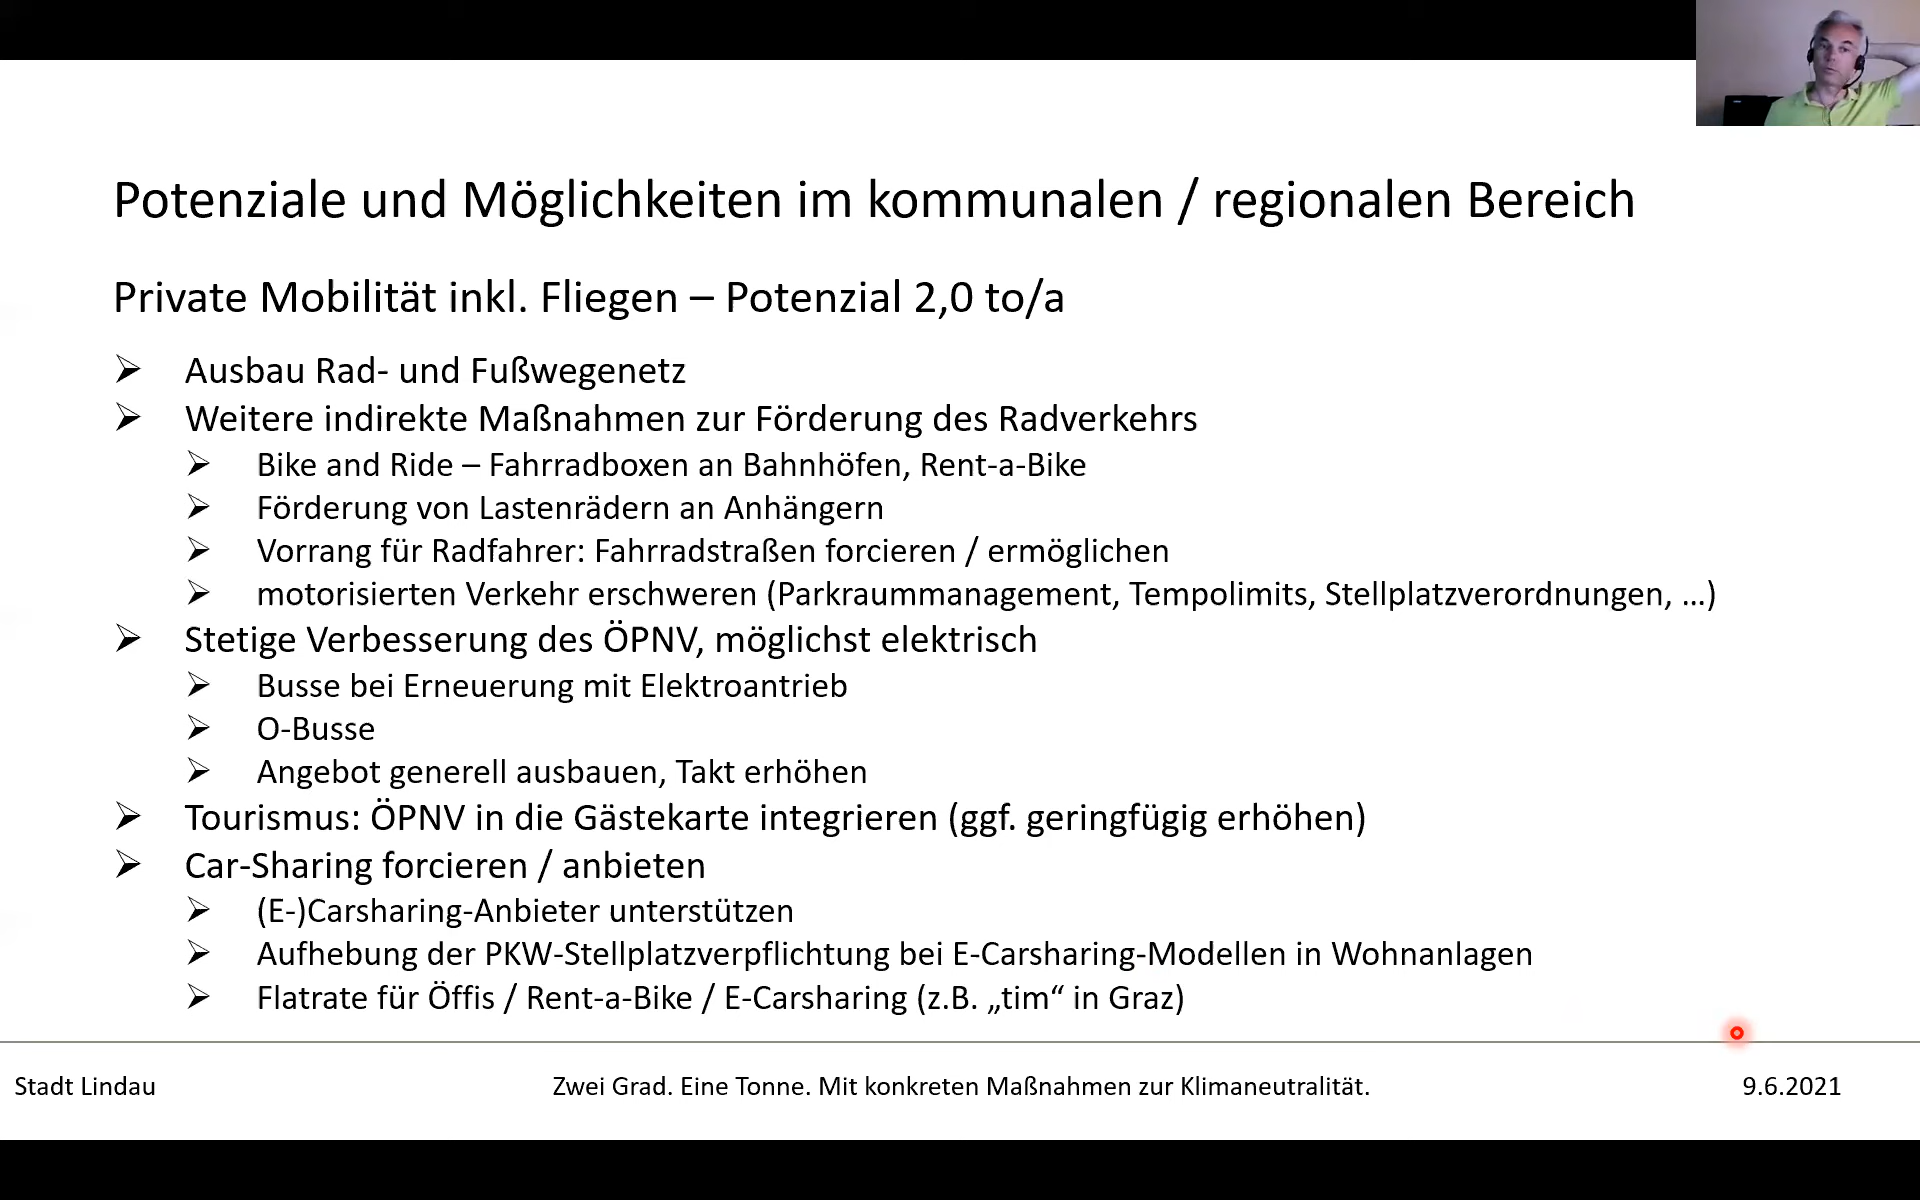 Potenziale und Möglichkeiten im kommunalen / regionalen Bereich
Private Mobilität inkl. Fliegen – Potenzial 2,0 to/a
Ausbau Rad- und Fußwegenetz
Weitere indirekte Maßnahmen zur Förderung des Radverkehrs
Bike and Ride – Fahrradboxen an Bahnhöfen, Rent-a-Bike
Förderung von Lastenrädern an Anhängern
Vorrang für Radfahrer: Fahrradstraßen forcieren / ermöglichen
motorisierten Verkehr erschweren (Parkraummanagement, Tempolimits, Stellplatzverordnungen, ...)
Stetige Verbesserung des ÖPNV, möglichst elektrisch
Busse bei Erneuerung mit Elektroantrieb
O-Busse
Angebot generell ausbauen, Takt erhöhen
Tourismus: ÖPNV in die Gästekarte integrieren (ggf. geringfügig erhöhen)
Car-Sharing forcieren / anbieten
(E-)Carsharing-Anbieter unterstützen
Aufhebung der PKW-Stellplatzverpflichtung bei E-Carsharing-Modellen in Wohnanlagen
Flatrate für Öffis / Rent-a-Bike / E-Carsharing (z.B. „tim“ in Graz)
Stadt Lindau
Zwei Grad. Eine Tonne. Mit konkreten Maßnahmen zur Klimaneutralität.
9.6.2021